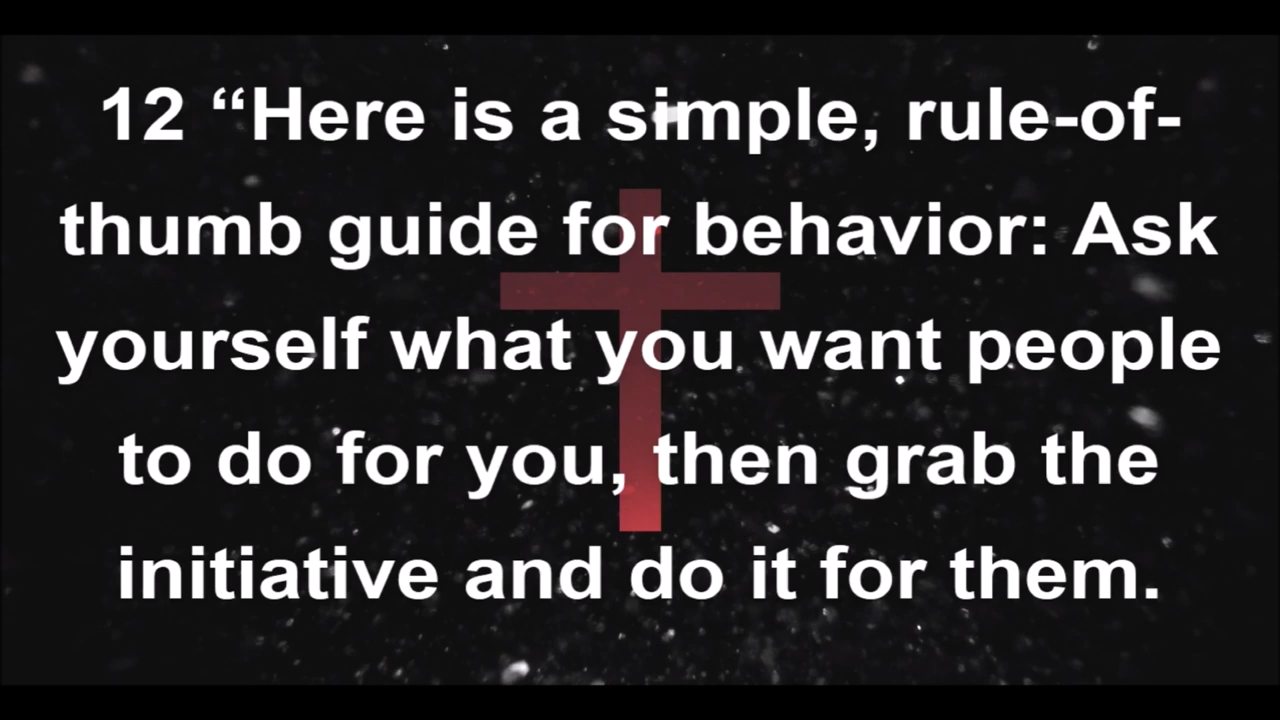 12 “Here is a simple, rule-of-
thumb guide for behavior: Ask
yourself what you want people
to do for you, then grab the
initiative and do it for them.